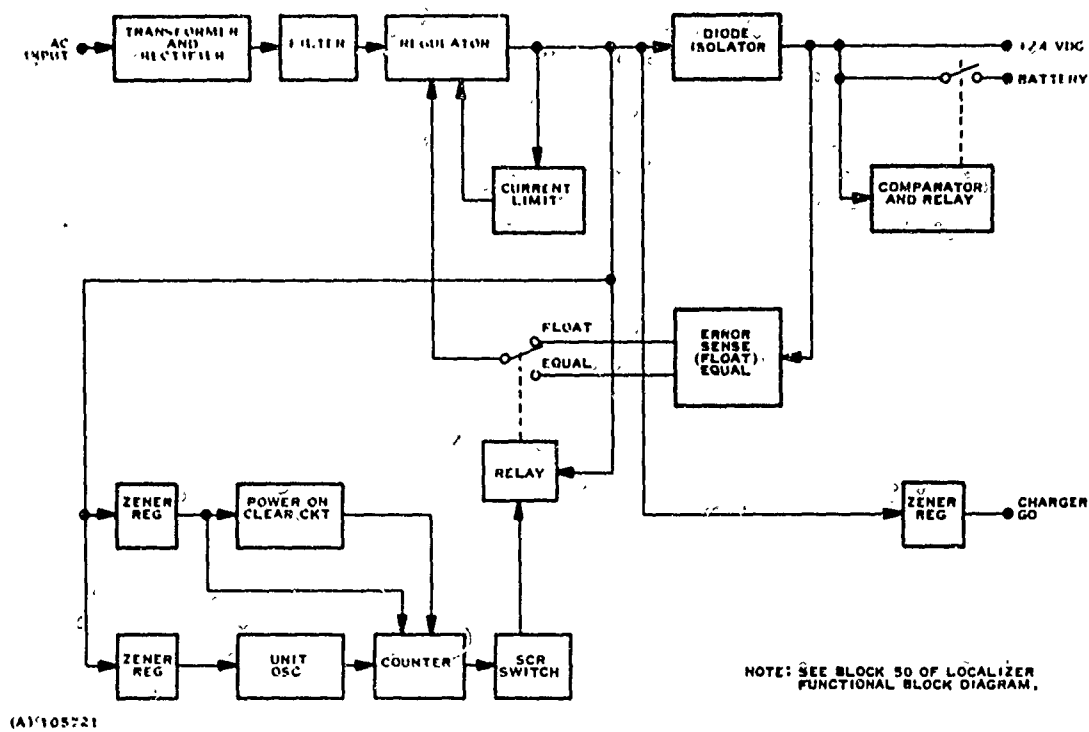 AC
INPUT
TRANSFORMER
AND
RECTIFIER
FILTER
REGULATOR
DIODE
ISOLATOR
+24 VDC
BATTERY
CURRENT
LIMIT
COMPARATOR
AND RELAY
FLOAT
EQUAL
ERROR
SENSE
(FLOAT)
EQUAL
RELAY
ZENER
REG
POWER ON
CLEAR CKT
ZENER
REG
CHARGER
GO
ZENER
REG
UNIT
OSC
COUNTER
SCR
SWITCH
NOTE: SEE BLOCK 50 OF LOCALIZER
FUNCTIONAL BLOCK DIAGRAM.